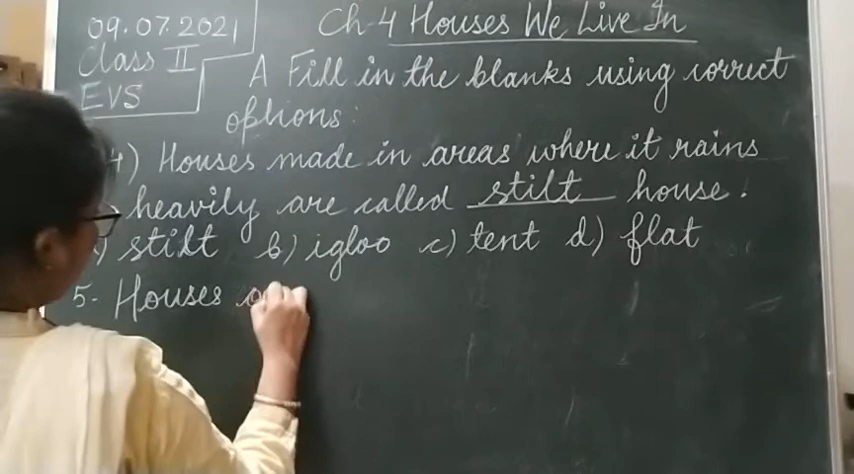 09.07.2021
Class II
EVS
Ch 4 Houses We Live In
A Fill in the blanks using correct
options:
4) Houses made in areas where it rains
heavily are called stilt house.
) stilt b) igloo c) tent d) flat
5. Houses